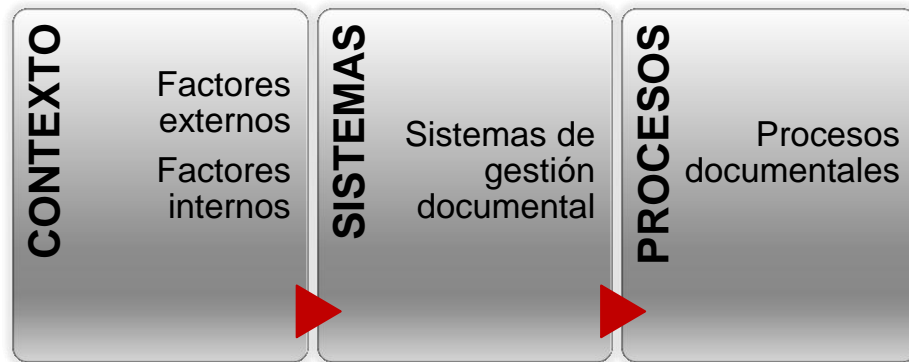 CONTEXTO
Factores
externos
Factores
internos
SISTEMAS
Sistemas de
gestión
documental
PROCESOS
Procesos
documentales